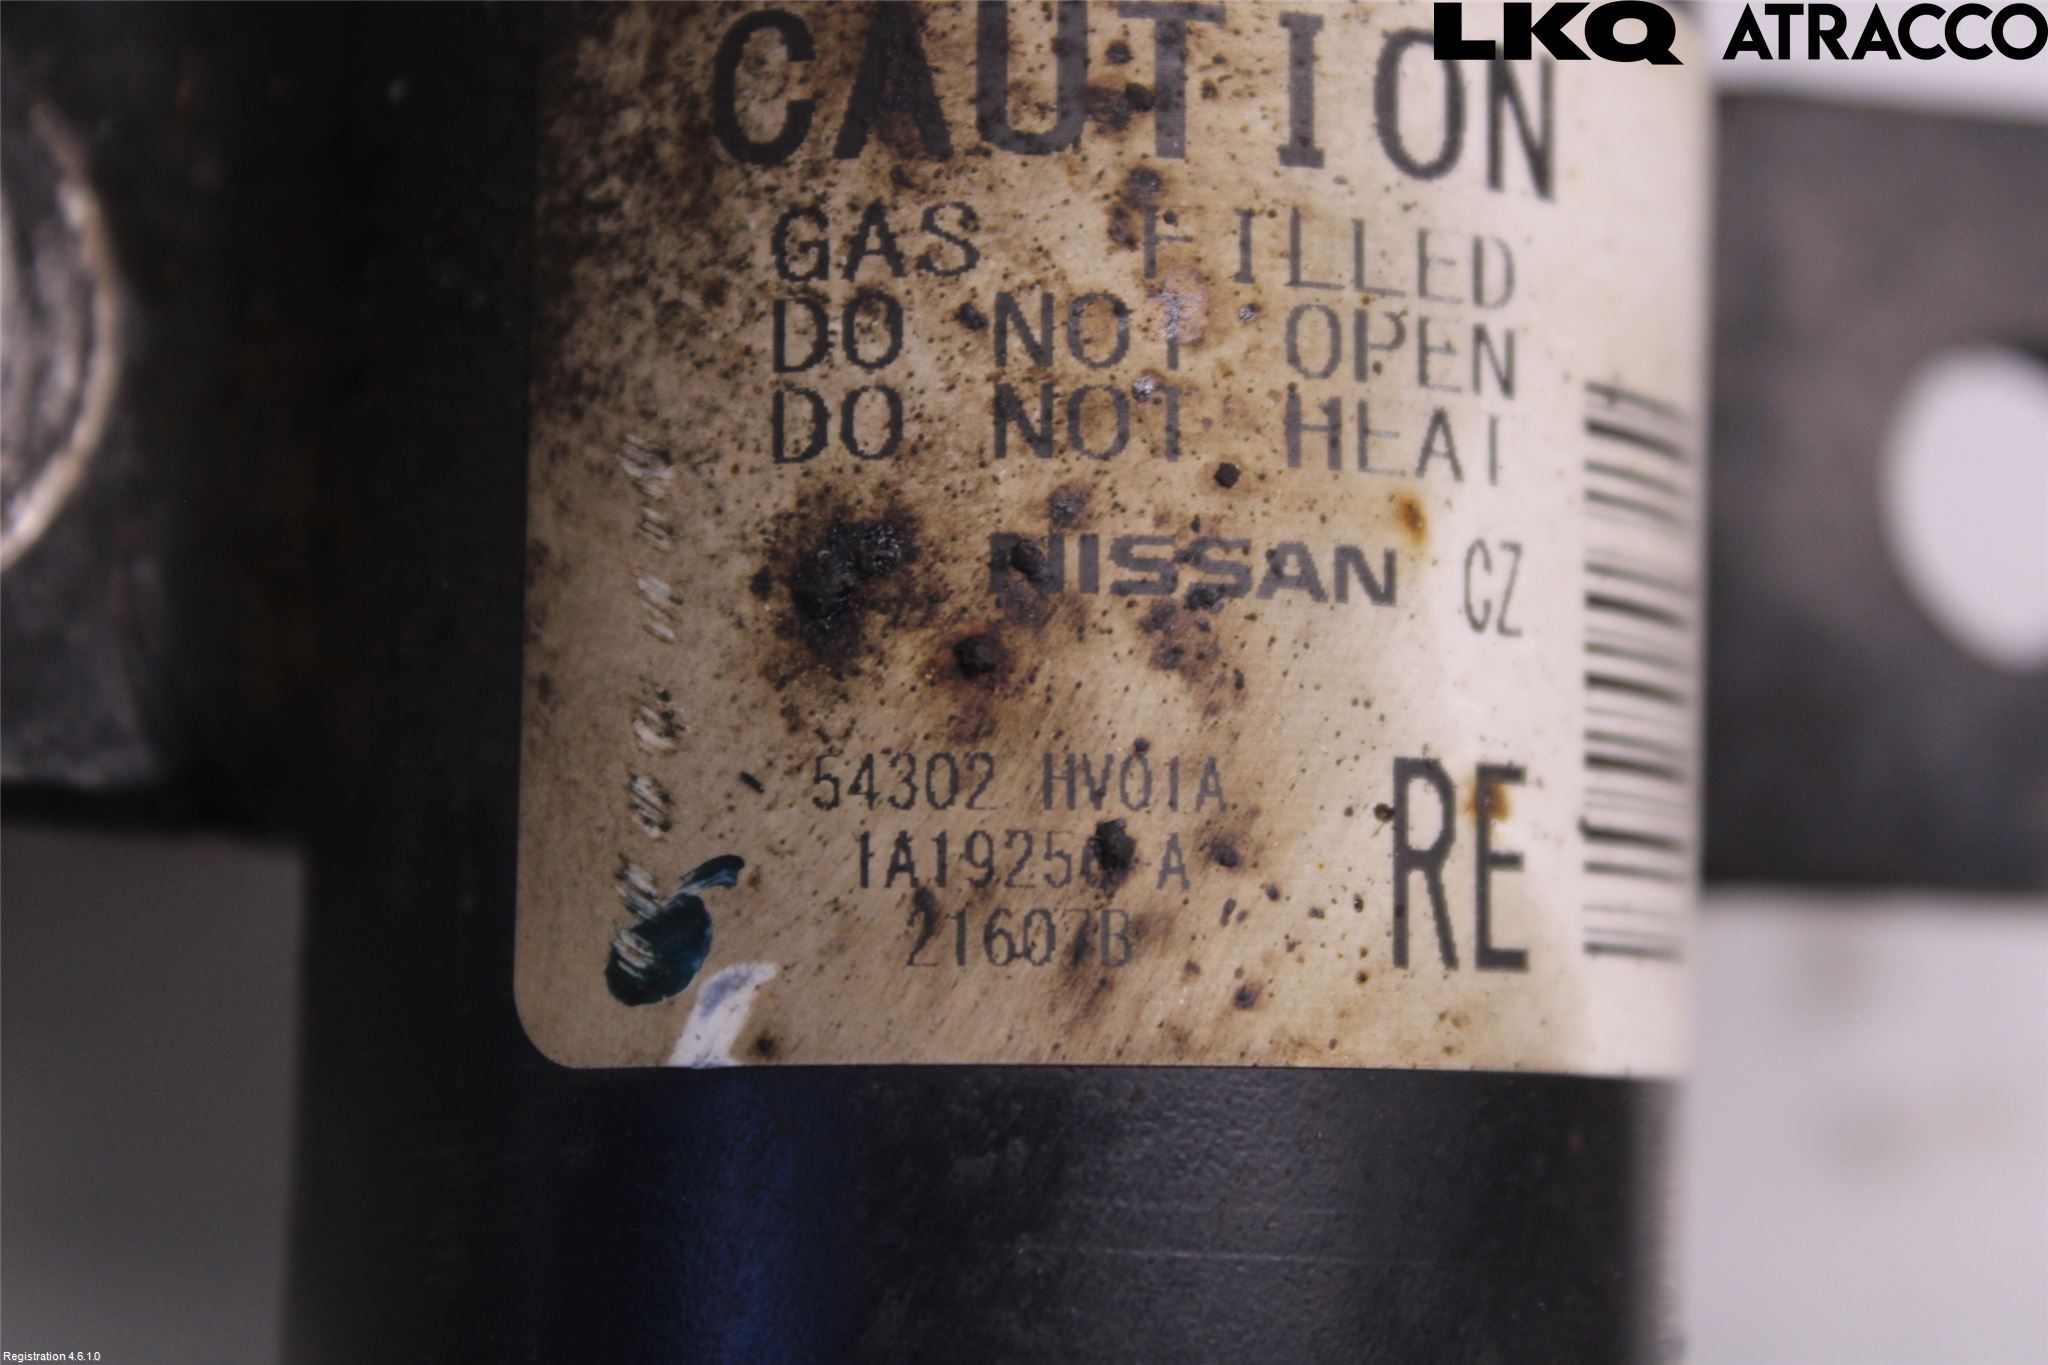 LKQ ATRACCO
CAUTION
GAS FILLED
DO NOT OPEN
DO NOT HEAT
NISSAN CZ
54302 HV01A
RE
21607B
Registration 4.6.1.0